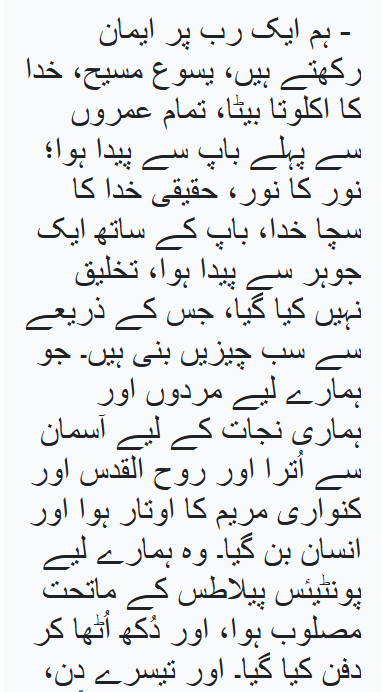 - ہم ایک رب پر ایمان
رکھتے ہیں، یسوع مسیح، خدا
کا اکلوتا بیٹا، تمام عمروں
سے پہلے باپ سے پیدا ہوا؛
نور کا نور، حقیقی خدا کا
سچا خدا، باپ کے ساتھ ایک
جوہر سے پیدا ہوا، تخلیق
نہیں کیا گیا، جس کے ذریعے
سے سب چیزیں بنی ہیں۔ جو
ہمارے لیے مردوں اور
ہماری نجات کے لیے آسمان
سے اُترا اور روح القدس اور
کنواری مریم کا اوتار ہوا اور
انسان بن گیا۔ وہ ہمارے لیے
پونٹیئس پیلاطس کے ماتحت
مصلوب ہوا، اور دُکھ اُٹھا کر
دفن کیا گیا۔ اور تیسرے دِن،